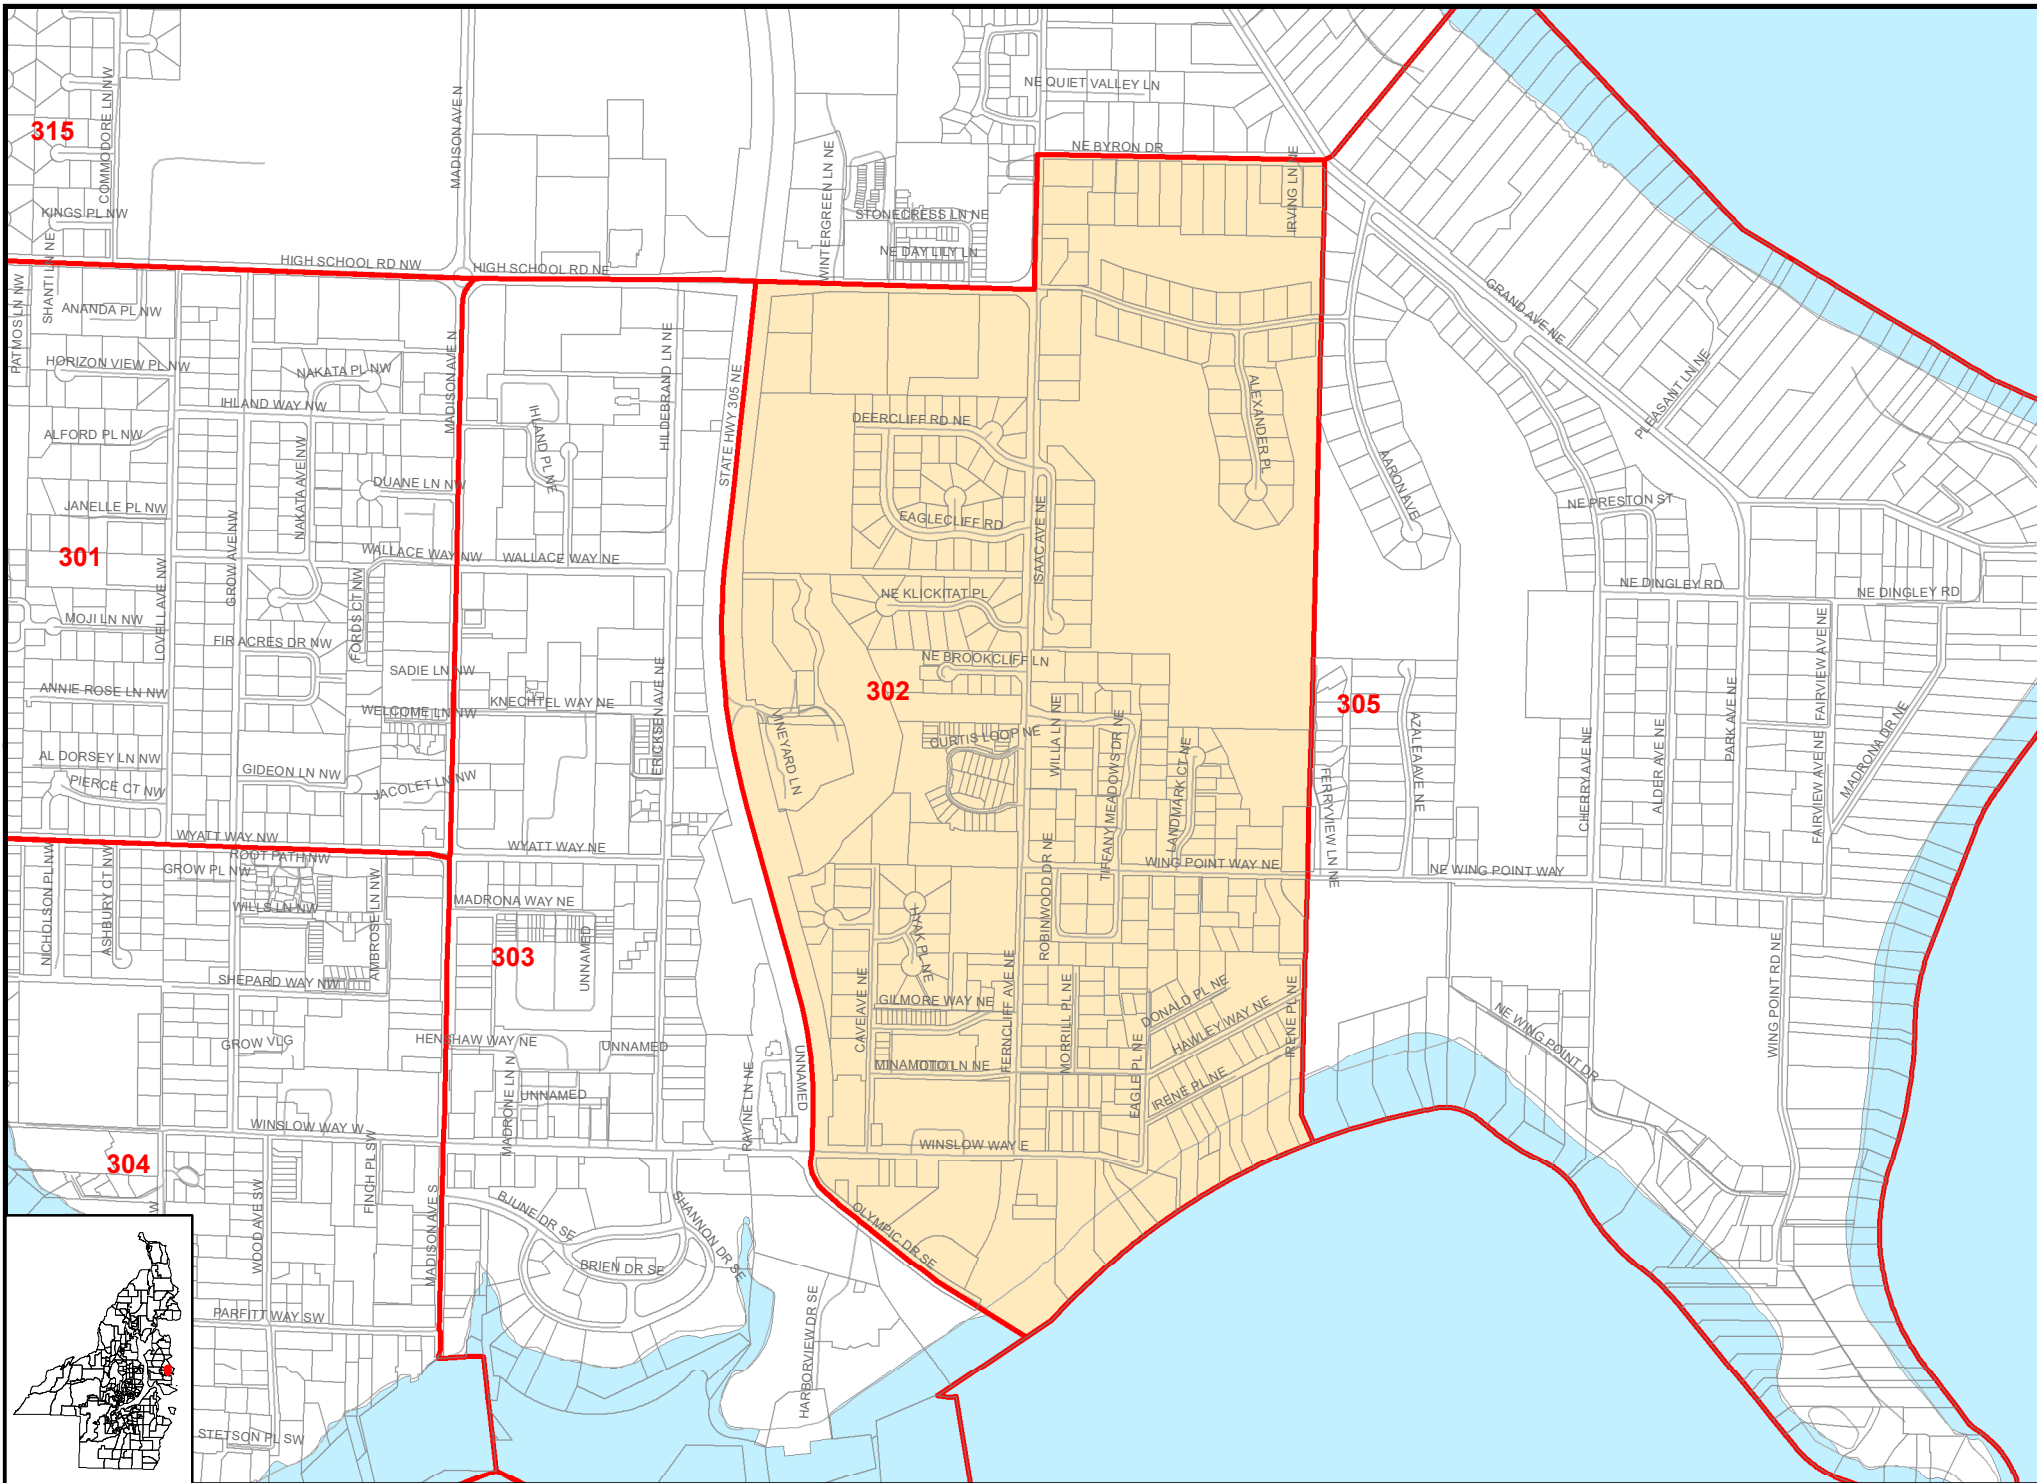 NE QUIET VALLEY LN
315
COMMODORE LN NW
MADISON AVE N
NE BYRON DR
WINTERGREEN LN NE
IRVING LN NE
KINGS PL NW
STONECRESS LN NE
NE DAY LILY LN
SHANTI LN NE
HIGH SCHOOL RD NW
HIGH SCHOOL RD NE
GRAND AVE NE
PATMOS LN NW
ANANDA PL NW
HORIZON VIEW PL NW
NAKATA PL NW
MADISON AVE N
HILDEBRAND LN NE
STATE HWY 305 NE
PLEASANT LN NE
IHLAND WAY NW
IHLAND PL NE
DEERCLIFF RD NE
ALEXANDER PL
ALFORD PL NW
NAKATA AVE NW
DUANE LN NW
AARON AVE
NE PRESTON ST
JANELLE PL NW
GROW AVE NW
EAGLECLIFF RD
ISAAC AVE NE
301
WALLACE WAY NW
WALLACE WAY NE
LOVELL AVE NW
FORDS CT NW
NE KLICKITAT PL
NE DINGLEY RD
NE DINGLEY RD
MOJI LN NW
FIR ACRES DR NW
SADIE LN NW
NE BROOKCLIFF LN
FAIRVIEW AVE NE
ANNIE ROSE LN NW
302
305
KNECHTEL WAY NE
ERICKSEN AVE NE
WELCOME LN NW
VINEYARD LN
CURTIS LOOP NE
WILLA LN NE
TIFFANY MEADOWS DR NE
LANDMARK CT NE
FERRYVIEW LN NE
AZALEA AVE NE
CHERRY AVE NE
ALDER AVE NE
PARK AVE NE
FAIRVIEW AVE NE
MADRONA DR NE
AL DORSEY LN NW
GIDEON LN NW
PIERCE CT NW
JACOLET LN NW
WYATT WAY NW
WYATT WAY NE
ROOT PATH NW
GROW PL NW
WING POINT WAY NE
NE WING POINT WAY
NICHOLSON PL NW
ASHBURY CT NW
WILLS LN NW
AMBROSE LN NW
MADRONA WAY NE
UNNAMED
HYAK PL NE
ROBINWOOD DR NE
303
SHEPARD WAY NW
CAVE AVE NE
GILMORE WAY NE
FERNCLIFF AVE NE
MORRILL PL NE
DONALD PL NE
HAWLEY WAY NE
IRENE PL NE
NE WING POINT DR
WING POINT RD NE
GROW VLG
HENSHAW WAY NE
UNNAMED
UNNAMED
EAGLE PL NE
IRENE PL NE
MADRONE LN N
UNNAMED
RAVINE LN NE
WINSLOW WAY W
WINSLOW WAY E
304
FINCH PL SW
WOOD AVE SW
MADISON AVE S
BJUNE DR SE
SHANNON DR SE
OLYMPIC DR SE
BRIEN DR SE
PARFITT WAY SW
HARBORVIEW DR SE
STETSON PL SW